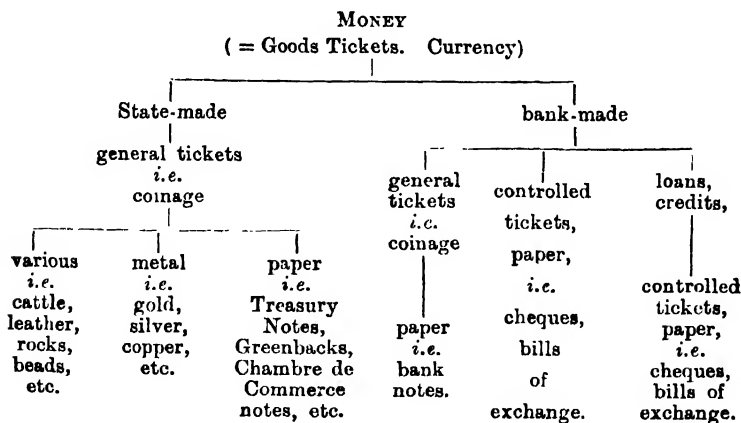 MONEY
( = Goods Tickets. Currency)
State-made
general tickets
i.e.
coinage
various
i.e.
cattle,
leather,
rocks,
beads,
etc.
metal
i.e.
gold,
silver,
copper,
etc.
paper
i.e.
Treasury
Notes,
Greenbacks,
Chambre de
Commerce
notes, etc.
bank-made
general
tickets
i.e.
coinage
paper
i.e.
bank
notes.
controlled
tickets,
paper,
i.e.
cheques,
bills
of
exchange.
loans,
credits,
controlled
tickets,
paper,
i.e.
cheques,
bills of
exchange.